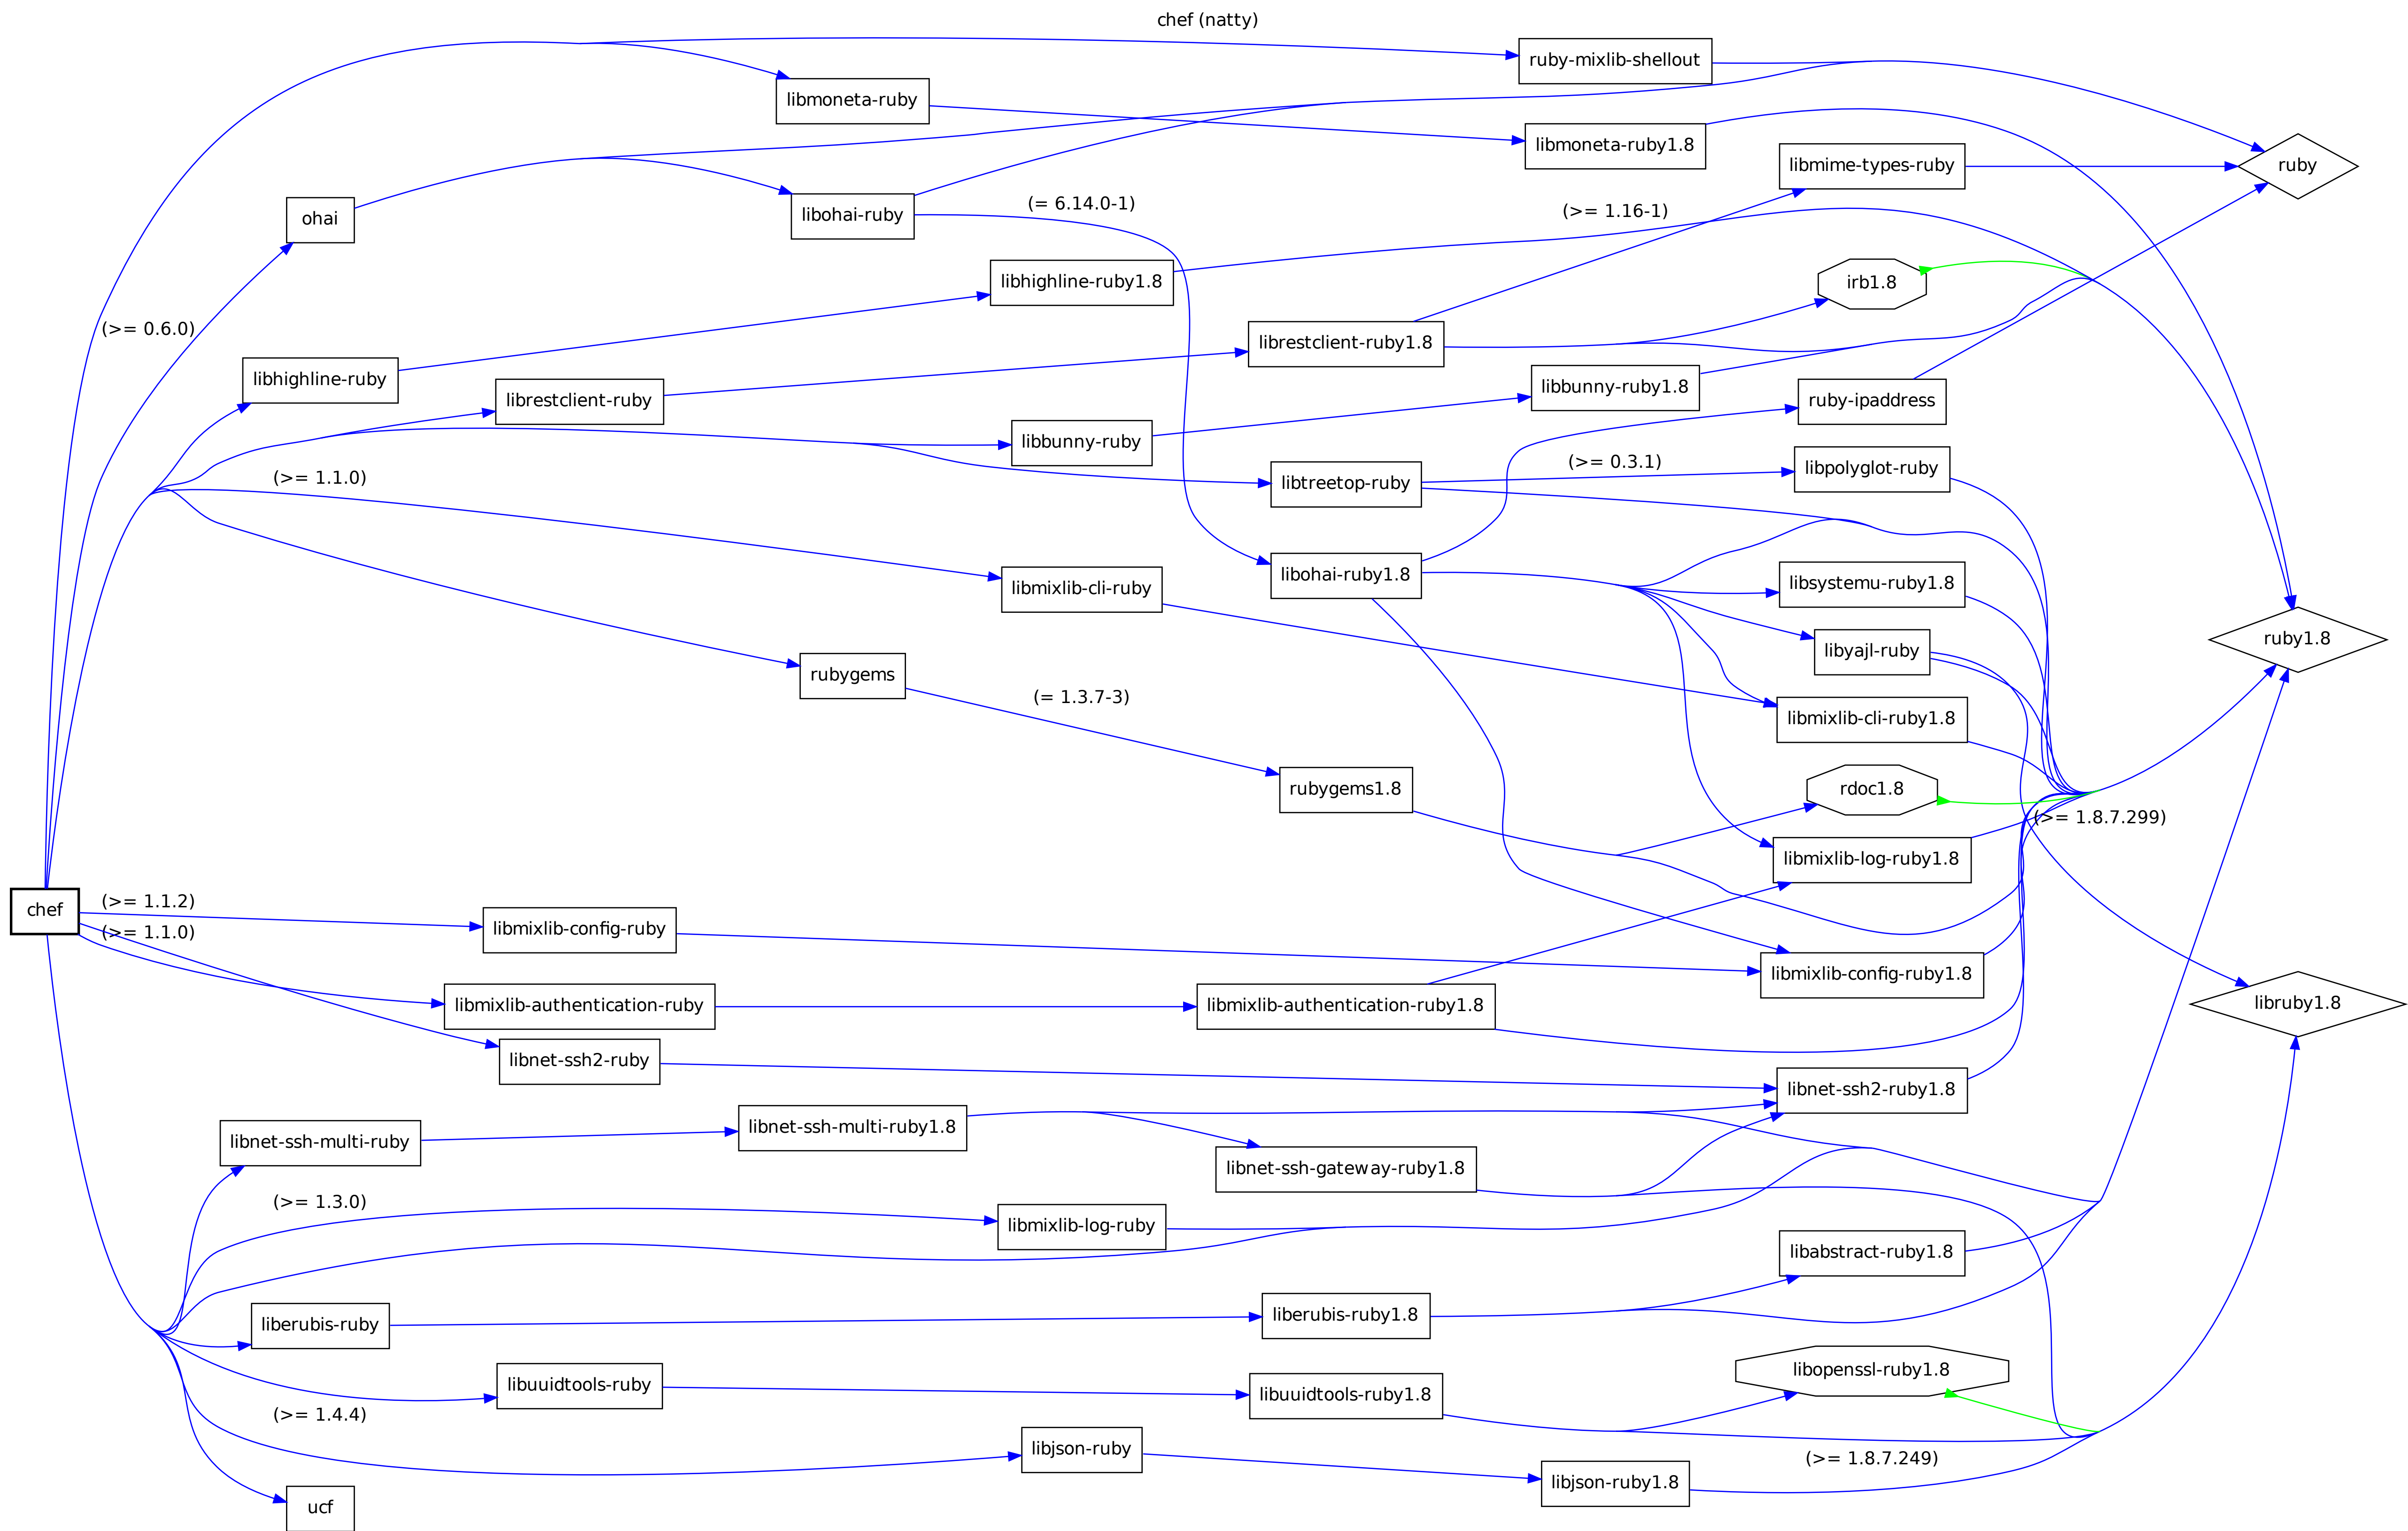 chef (natty)
ruby-mixlib-shellout
libmoneta-ruby
libmoneta-ruby1.8
libmime-types-ruby
ruby
ohai
libohai-ruby
(= 6.14.0-1)
(>= 1.16-1)
libhighline-ruby1.8
irb1.8
(>= 0.6.0)
librestclient-ruby1.8
libhighline-ruby
librestclient-ruby
libbunny-ruby1.8
ruby-ipaddress
libbunny-ruby
(>= 0.3.1)
libpolyglot-ruby
(>= 1.1.0)
libtreetop-ruby
libohai-ruby1.8
libsystemu-ruby1.8
libmixlib-cli-ruby
ruby1.8
libyajl-ruby
rubygems
(= 1.3.7-3)
libmixlib-cli-ruby1.8
rubygems1.8
rdoc1.8
(>= 1.8.7.299)
libmixlib-log-ruby1.8
chef
(>= 1.1.2)
(>= 1.1.0)
libmixlib-config-ruby
libmixlib-config-ruby1.8
libmixlib-authentication-ruby
libmixlib-authentication-ruby1.8
libruby1.8
libnet-ssh2-ruby
libnet-ssh2-ruby1.8
libnet-ssh-multi-ruby
libnet-ssh-multi-ruby1.8
libnet-ssh-gateway-ruby1.8
(>= 1.3.0)
libmixlib-log-ruby
libabstract-ruby1.8
liberubis-ruby
liberubis-ruby1.8
libopenssl-ruby1.8
libuuidtools-ruby
libuuidtools-ruby1.8
(>= 1.4.4)
libjson-ruby
(>= 1.8.7.249)
libjson-ruby1.8
ucf